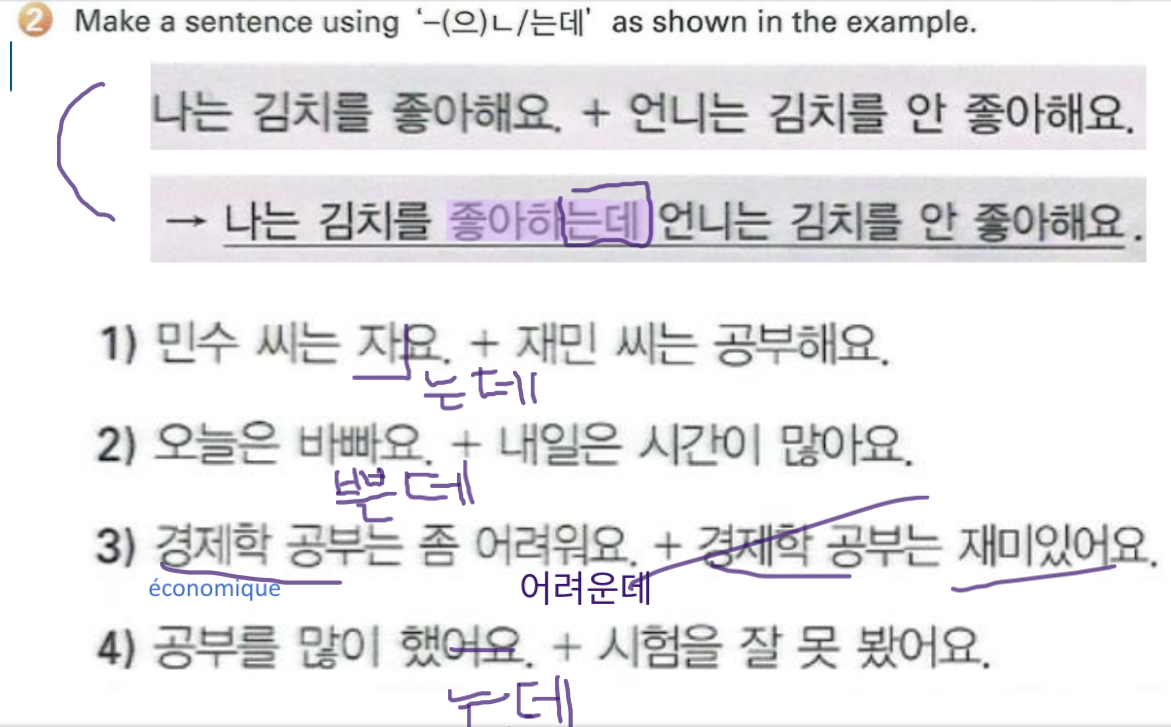 2 Make a sentence using ‘-(으)ㄴ/는데’ as shown in the example.
나는 김치를 좋아해요. + 언니는 김치를 안 좋아해요.
→ 나는 김치를 좋아하는데 언니는 김치를 안 좋아해요.
1) 민수 씨는 자요. + 재민 씨는 공부해요.
는데
2) 오늘은 바빠요. + 내일은 시간이 많아요.
쁜데
3) 경제학 공부는 좀 어려워요. + 경제학 공부는 재미있어요.
économique 어려운데
4) 공부를 많이 했어요. + 시험을 잘 못 봤어요.
는데